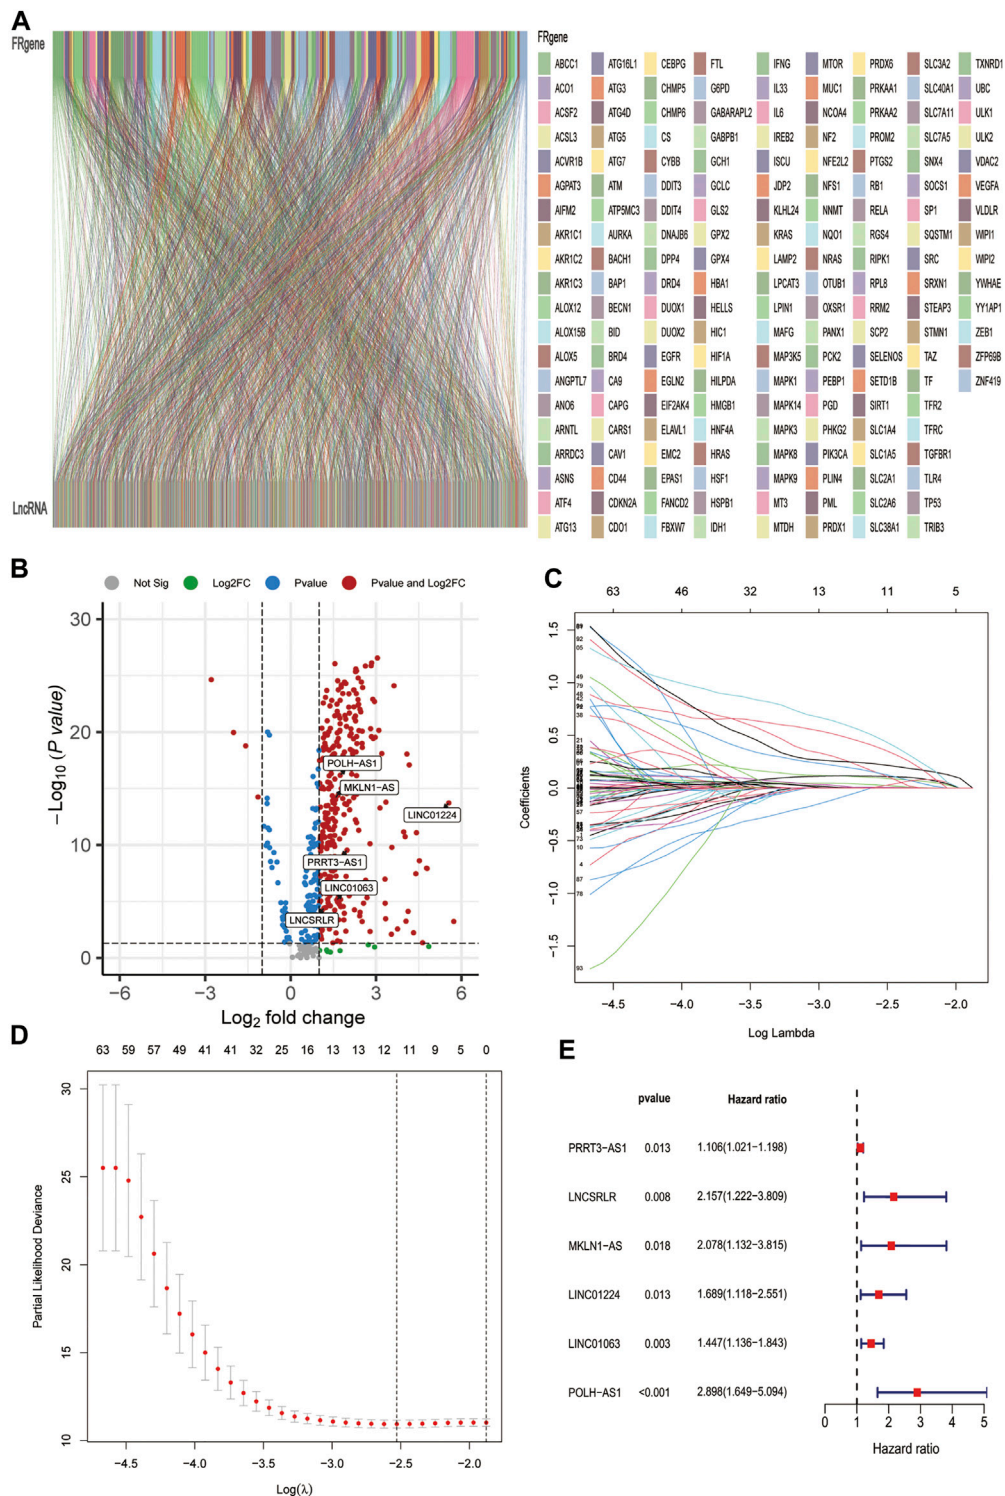 A
FRgene
LncRNA
FRgene
ABCC1 ATG16L1 CEBPG FTL IFNG MTOR PRDX6 SLC3A2 TXNRD1
ACO1 ATG3 CHMP5 G6PD IL33 MUC1 PRKAA1 SLC40A1 UBC
ACSF2 ATG4D CHMP6 GABARAPL2 IL6 NCOA4 PRKAA2 SLC7A11 ULK1
ACSL3 ATG5 CS GABPB1 IREB2 NF2 PROM2 SLC7A5 ULK2
ACVR1B ATG7 CYBB GCH1 ISCU NFE2L2 PTGS2 SNX4 VDAC2
AGPAT3 ATM DDIT3 GCLC JDP2 NFS1 RB1 SOCS1 VEGFA
AIFM2 ATP5MC3 DDIT4 GLS2 KLHL24 NNMT RELA SP1 VLDLR
AKR1C1 AURKA DNAJB6 GPX2 KRAS NQO1 RGS4 SQSTM1 WIPI1
AKR1C2 BACH1 DPP4 GPX4 LAMP2 NRAS RIPK1 SRC WIPI2
AKR1C3 BAP1 DRD4 HBA1 LPCAT3 OTUB1 RPL8 SRXN1 YWHAE
ALOX12 BECN1 DUOX1 HELLS LPIN1 OXSR1 RRM2 STEAP3 YY1AP1
ALOX15B BID DUOX2 HIC1 MAFG PANX1 SCP2 STMN1 ZEB1
ALOX5 BRD4 EGFR HIF1A MAP3K5 PCK2 SELENOS TAZ ZFP69B
ANGPTL7 CA9 EGLN2 HILPDA MAPK1 PEBP1 SETD1B TF ZNF419
ANO6 CAPG EIF2AK4 HMGB1 MAPK14 PGD SIRT1 TFR2
ARNTL CARS1 ELAVL1 HNF4A MAPK3 PHKG2 SLC1A4 TFRC
ARRDC3 CAV1 EMC2 HRAS MAPK8 PIK3CA SLC1A5 TGFBR1
ASNS CD44 EPAS1 HSF1 MAPK9 PLIN4 SLC2A1 TLR4
ATF4 CDKN2A FANCD2 HSPB1 MT3 PML SLC2A6 TP53
ATG13 CDO1 FBXW7 IDH1 MTDH PRDX1 SLC38A1 TRIB3
B
Not Sig Log2FC Pvalue Pvalue and Log2FC
−Log10 (P value)
30
20
10
0
POLH−AS1
MKLN1−AS
LINC01224
PRRT3−AS1
LINC01063
LNCSRLR
−6 −3 0 3 6
Log2 fold change
C
63 46 32 13 11 5
Coefficients
1.5
1.0
0.5
0.0
−0.5
−1.0
−1.5
92
05
49
79
48
42
38
21
57
73
10
4
87
78
93
−4.5 −4.0 −3.5 −3.0 −2.5 −2.0
Log Lambda
D
63 59 57 49 41 41 32 25 16 13 13 12 11 9 5 0
Partial Likelihood Deviance
30
25
20
15
10
−4.5 −4.0 −3.5 −3.0 −2.5 −2.0
Log(λ)
E
pvalue Hazard ratio
PRRT3−AS1 0.013 1.106(1.021−1.198)
LNCSRLR 0.008 2.157(1.222−3.809)
MKLN1−AS 0.018 2.078(1.132−3.815)
LINC01224 0.013 1.689(1.118−2.551)
LINC01063 0.003 1.447(1.136−1.843)
POLH−AS1 <0.001 2.898(1.649−5.094)
0 1 2 3 4 5
Hazard ratio